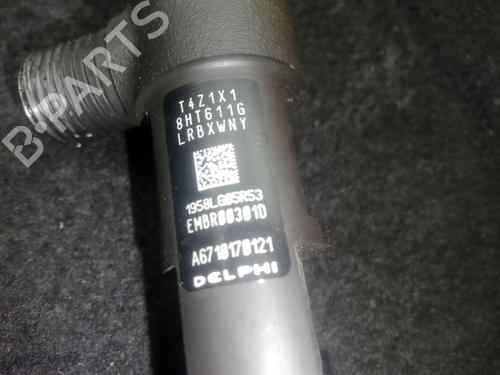 B-PARTS
T4Z1X1
8HT611G
LRBXWNY
1958LG05R53
EMBR00301D
A6710170121
DELPHI